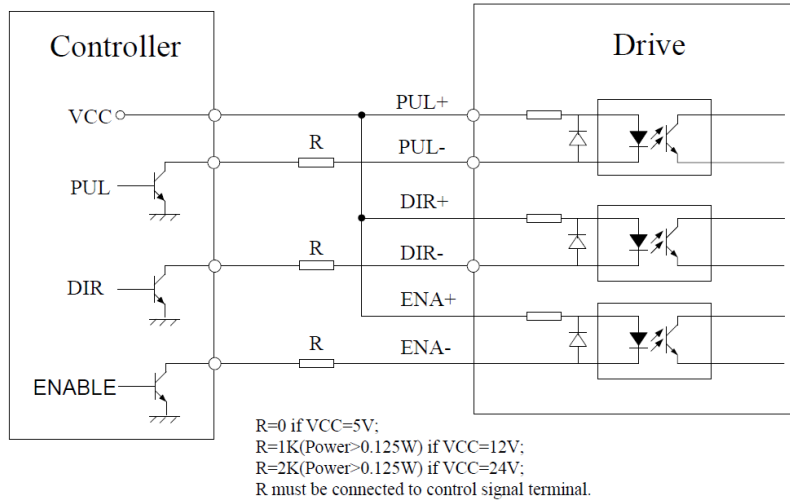 Controller
Drive
VCC
PUL+
R
PUL-
PUL
DIR+
R
DIR-
DIR
ENA+
R
ENA-
ENABLE
R=0 if VCC=5V;
R=1K(Power>0.125W) if VCC=12V;
R=2K(Power>0.125W) if VCC=24V;
R must be connected to control signal terminal.